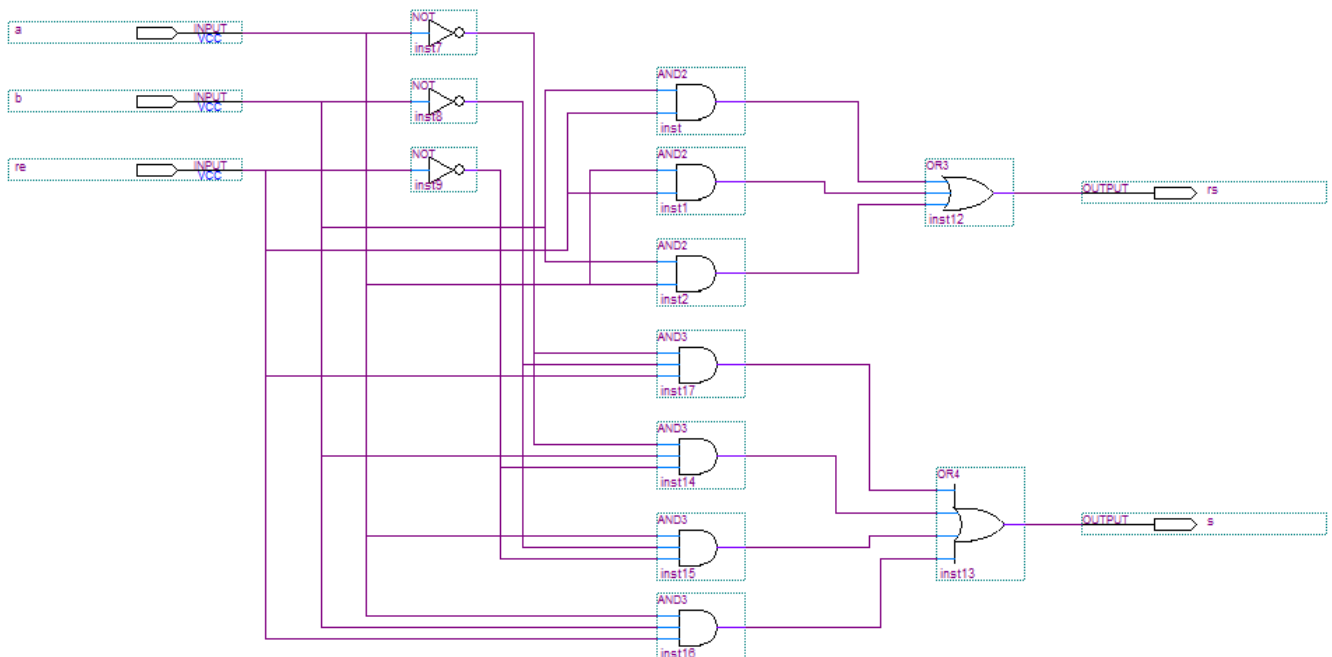 a
INPUT
VCC
NOT
inst7
b
INPUT
VCC
NOT
inst8
re
INPUT
VCC
NOT
inst9
AND2
inst
AND2
inst1
AND2
inst2
OR3
inst12
OUTPUT
rs
AND3
inst17
AND3
inst14
AND3
inst15
AND3
inst16
OR4
inst13
OUTPUT
s